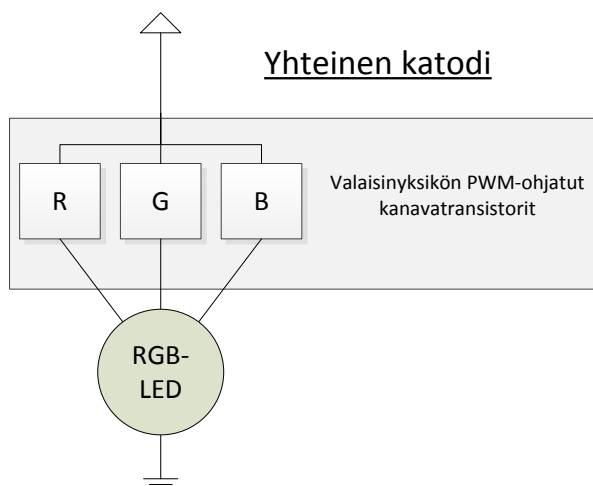 Yhteinen katodi
R G B
Valaisinyksikön PWM-ohjatut
kanavatransistorit
RGB-
LED